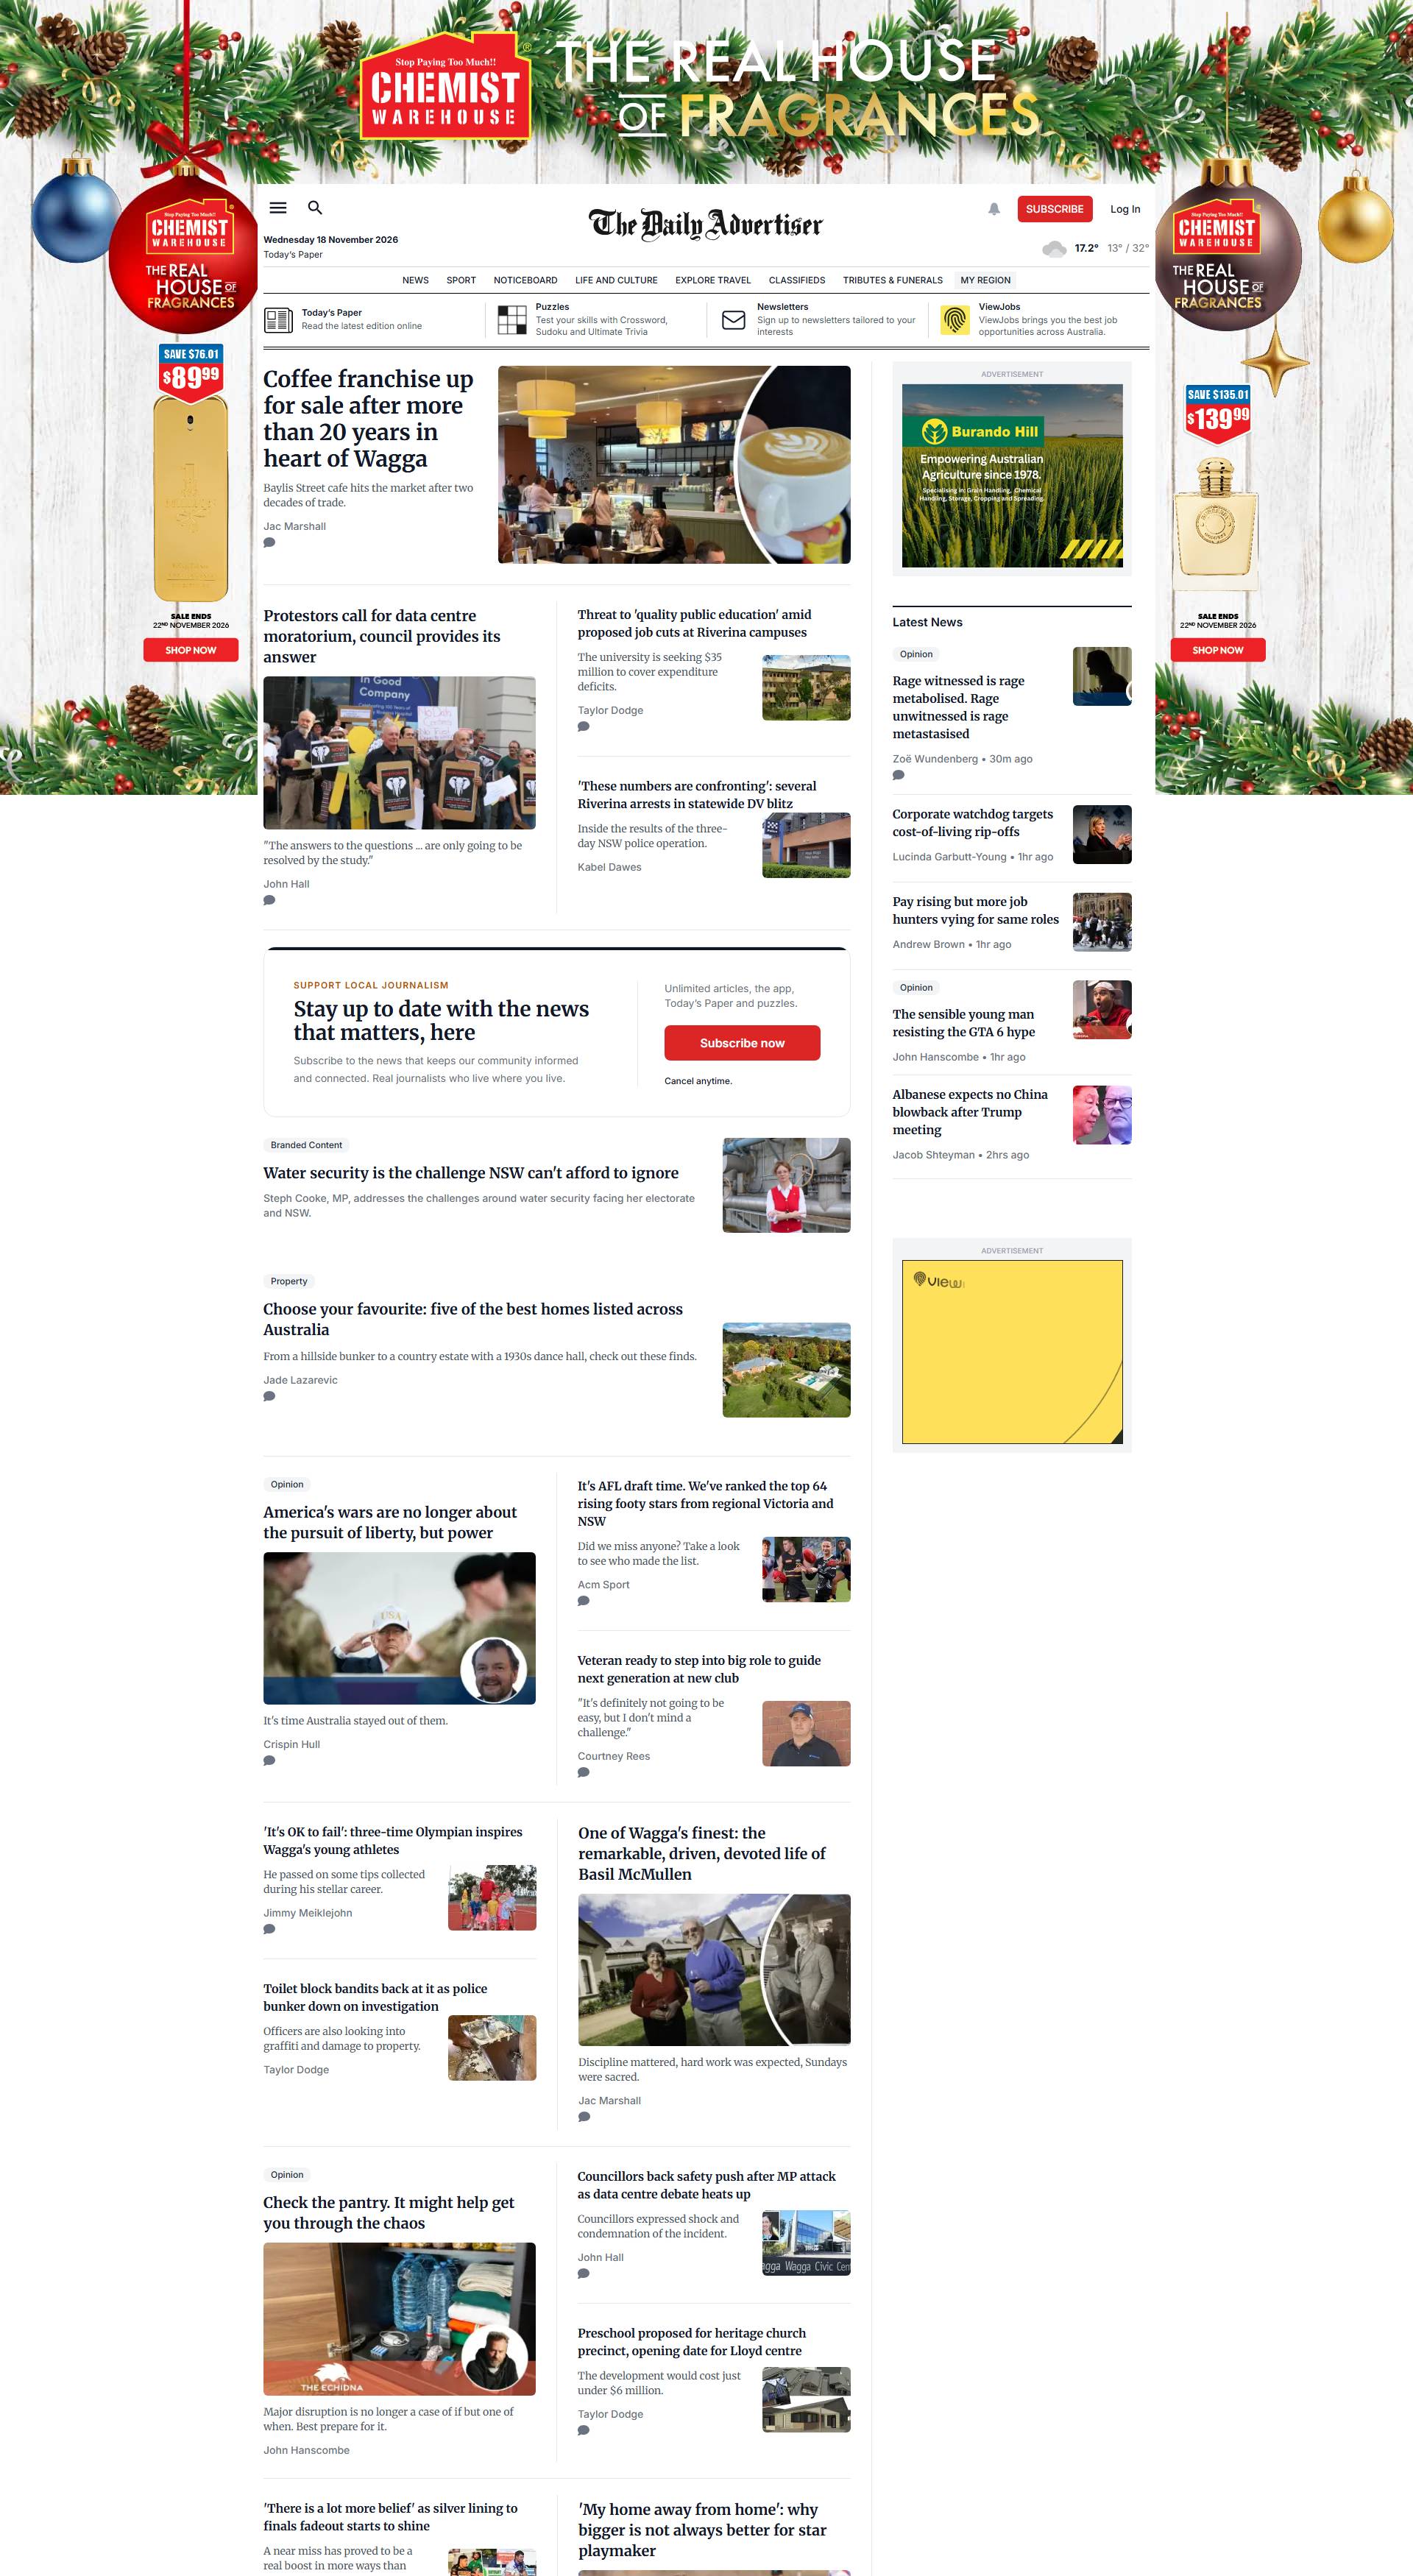 Stop Paying Too Much!!
CHEMIST
WAREHOUSE
®
THE REAL HOUSE
OF FRAGRANCES
Stop Paying Too Much!!
CHEMIST
WAREHOUSE
THE REAL
HOUSE OF
FRAGRANCES
SAVE $76.01
$89.99
SALE ENDS
22ND NOVEMBER 2026
SHOP NOW
Stop Paying Too Much!!
CHEMIST
WAREHOUSE
THE REAL
HOUSE OF
FRAGRANCES
SAVE $135.01
$139.99
SALE ENDS
22ND NOVEMBER 2026
SHOP NOW
The Daily Advertiser
SUBSCRIBE
Log In
Wednesday 18 November 2026
Today's Paper
17.2° 13° / 32°
NEWS SPORT NOTICEBOARD LIFE AND CULTURE EXPLORE TRAVEL CLASSIFIEDS TRIBUTES & FUNERALS MY REGION
Today's Paper
Read the latest edition online
Puzzles
Test your skills with Crossword,
Sudoku and Ultimate Trivia
Newsletters
Sign up to newsletters tailored to your
interests
ViewJobs
ViewJobs brings you the best job
opportunities across Australia.
Coffee franchise up
for sale after more
than 20 years in
heart of Wagga
Baylis Street cafe hits the market after two
decades of trade.
Jac Marshall
Protestors call for data centre
moratorium, council provides its
answer
In Good
Company
"The answers to the questions ... are only going to be
resolved by the study."
John Hall
Threat to 'quality public education' amid
proposed job cuts at Riverina campuses
The university is seeking $35
million to cover expenditure
deficits.
Taylor Dodge
'These numbers are confronting': several
Riverina arrests in statewide DV blitz
Inside the results of the three-
day NSW police operation.
Kabel Dawes
SUPPORT LOCAL JOURNALISM
Stay up to date with the news
that matters, here
Subscribe to the news that keeps our community informed
and connected. Real journalists who live where you live.
Unlimited articles, the app,
Today's Paper and puzzles.
Subscribe now
Cancel anytime.
Branded Content
Water security is the challenge NSW can't afford to ignore
Steph Cooke, MP, addresses the challenges around water security facing her electorate
and NSW.
Property
Choose your favourite: five of the best homes listed across
Australia
From a hillside bunker to a country estate with a 1930s dance hall, check out these finds.
Jade Lazarevic
Opinion
America's wars are no longer about
the pursuit of liberty, but power
USA
It's time Australia stayed out of them.
Crispin Hull
It's AFL draft time. We've ranked the top 64
rising footy stars from regional Victoria and
NSW
Did we miss anyone? Take a look
to see who made the list.
Acm Sport
Veteran ready to step into big role to guide
next generation at new club
"It's definitely not going to be
easy, but I don't mind a
challenge."
Courtney Rees
'It's OK to fail': three-time Olympian inspires
Wagga's young athletes
He passed on some tips collected
during his stellar career.
Jimmy Meiklejohn
Toilet block bandits back at it as police
bunker down on investigation
Officers are also looking into
graffiti and damage to property.
Taylor Dodge
One of Wagga's finest: the
remarkable, driven, devoted life of
Basil McMullen
Discipline mattered, hard work was expected, Sundays
were sacred.
Jac Marshall
Opinion
Check the pantry. It might help get
you through the chaos
THE ECHIDNA
Major disruption is no longer a case of if but one of
when. Best prepare for it.
John Hanscombe
Councillors back safety push after MP attack
as data centre debate heats up
Councillors expressed shock and
condemnation of the incident.
John Hall
agga Wagga Civic Cen
Preschool proposed for heritage church
precinct, opening date for Lloyd centre
The development would cost just
under $6 million.
Taylor Dodge
'There is a lot more belief' as silver lining to
finals fadeout starts to shine
A near miss has proved to be a
real boost in more ways than
'My home away from home': why
bigger is not always better for star
playmaker
ADVERTISEMENT
Burando Hill
Empowering Australian
Agriculture since 1978.
Specialising in: Grain Handling, Chemical
Handling, Storage, Cropping and Spreading.
Latest News
Opinion
Rage witnessed is rage
metabolised. Rage
unwitnessed is rage
metastasised
Zoë Wundenberg • 30m ago
Corporate watchdog targets
cost-of-living rip-offs
Lucinda Garbutt-Young • 1hr ago
Pay rising but more job
hunters vying for same roles
Andrew Brown • 1hr ago
Opinion
The sensible young man
resisting the GTA 6 hype
John Hanscombe • 1hr ago
Albanese expects no China
blowback after Trump
meeting
Jacob Shteyman • 2hrs ago
ADVERTISEMENT
view